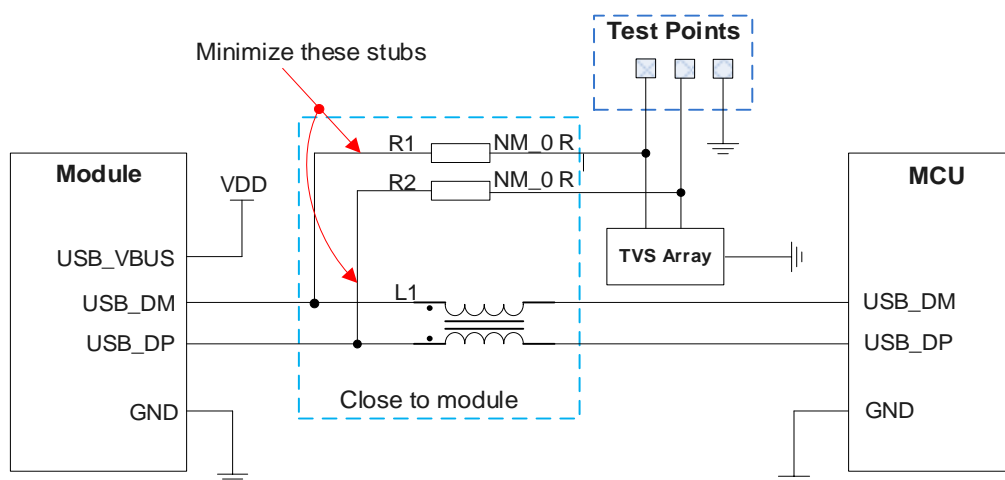 Test Points
Minimize these stubs
R1 NM_0 R
R2 NM_0 R
Module
VDD
MCU
TVS Array
USB_VBUS
USB_DM
L1
USB_DM
USB_DP
USB_DP
Close to module
GND
GND